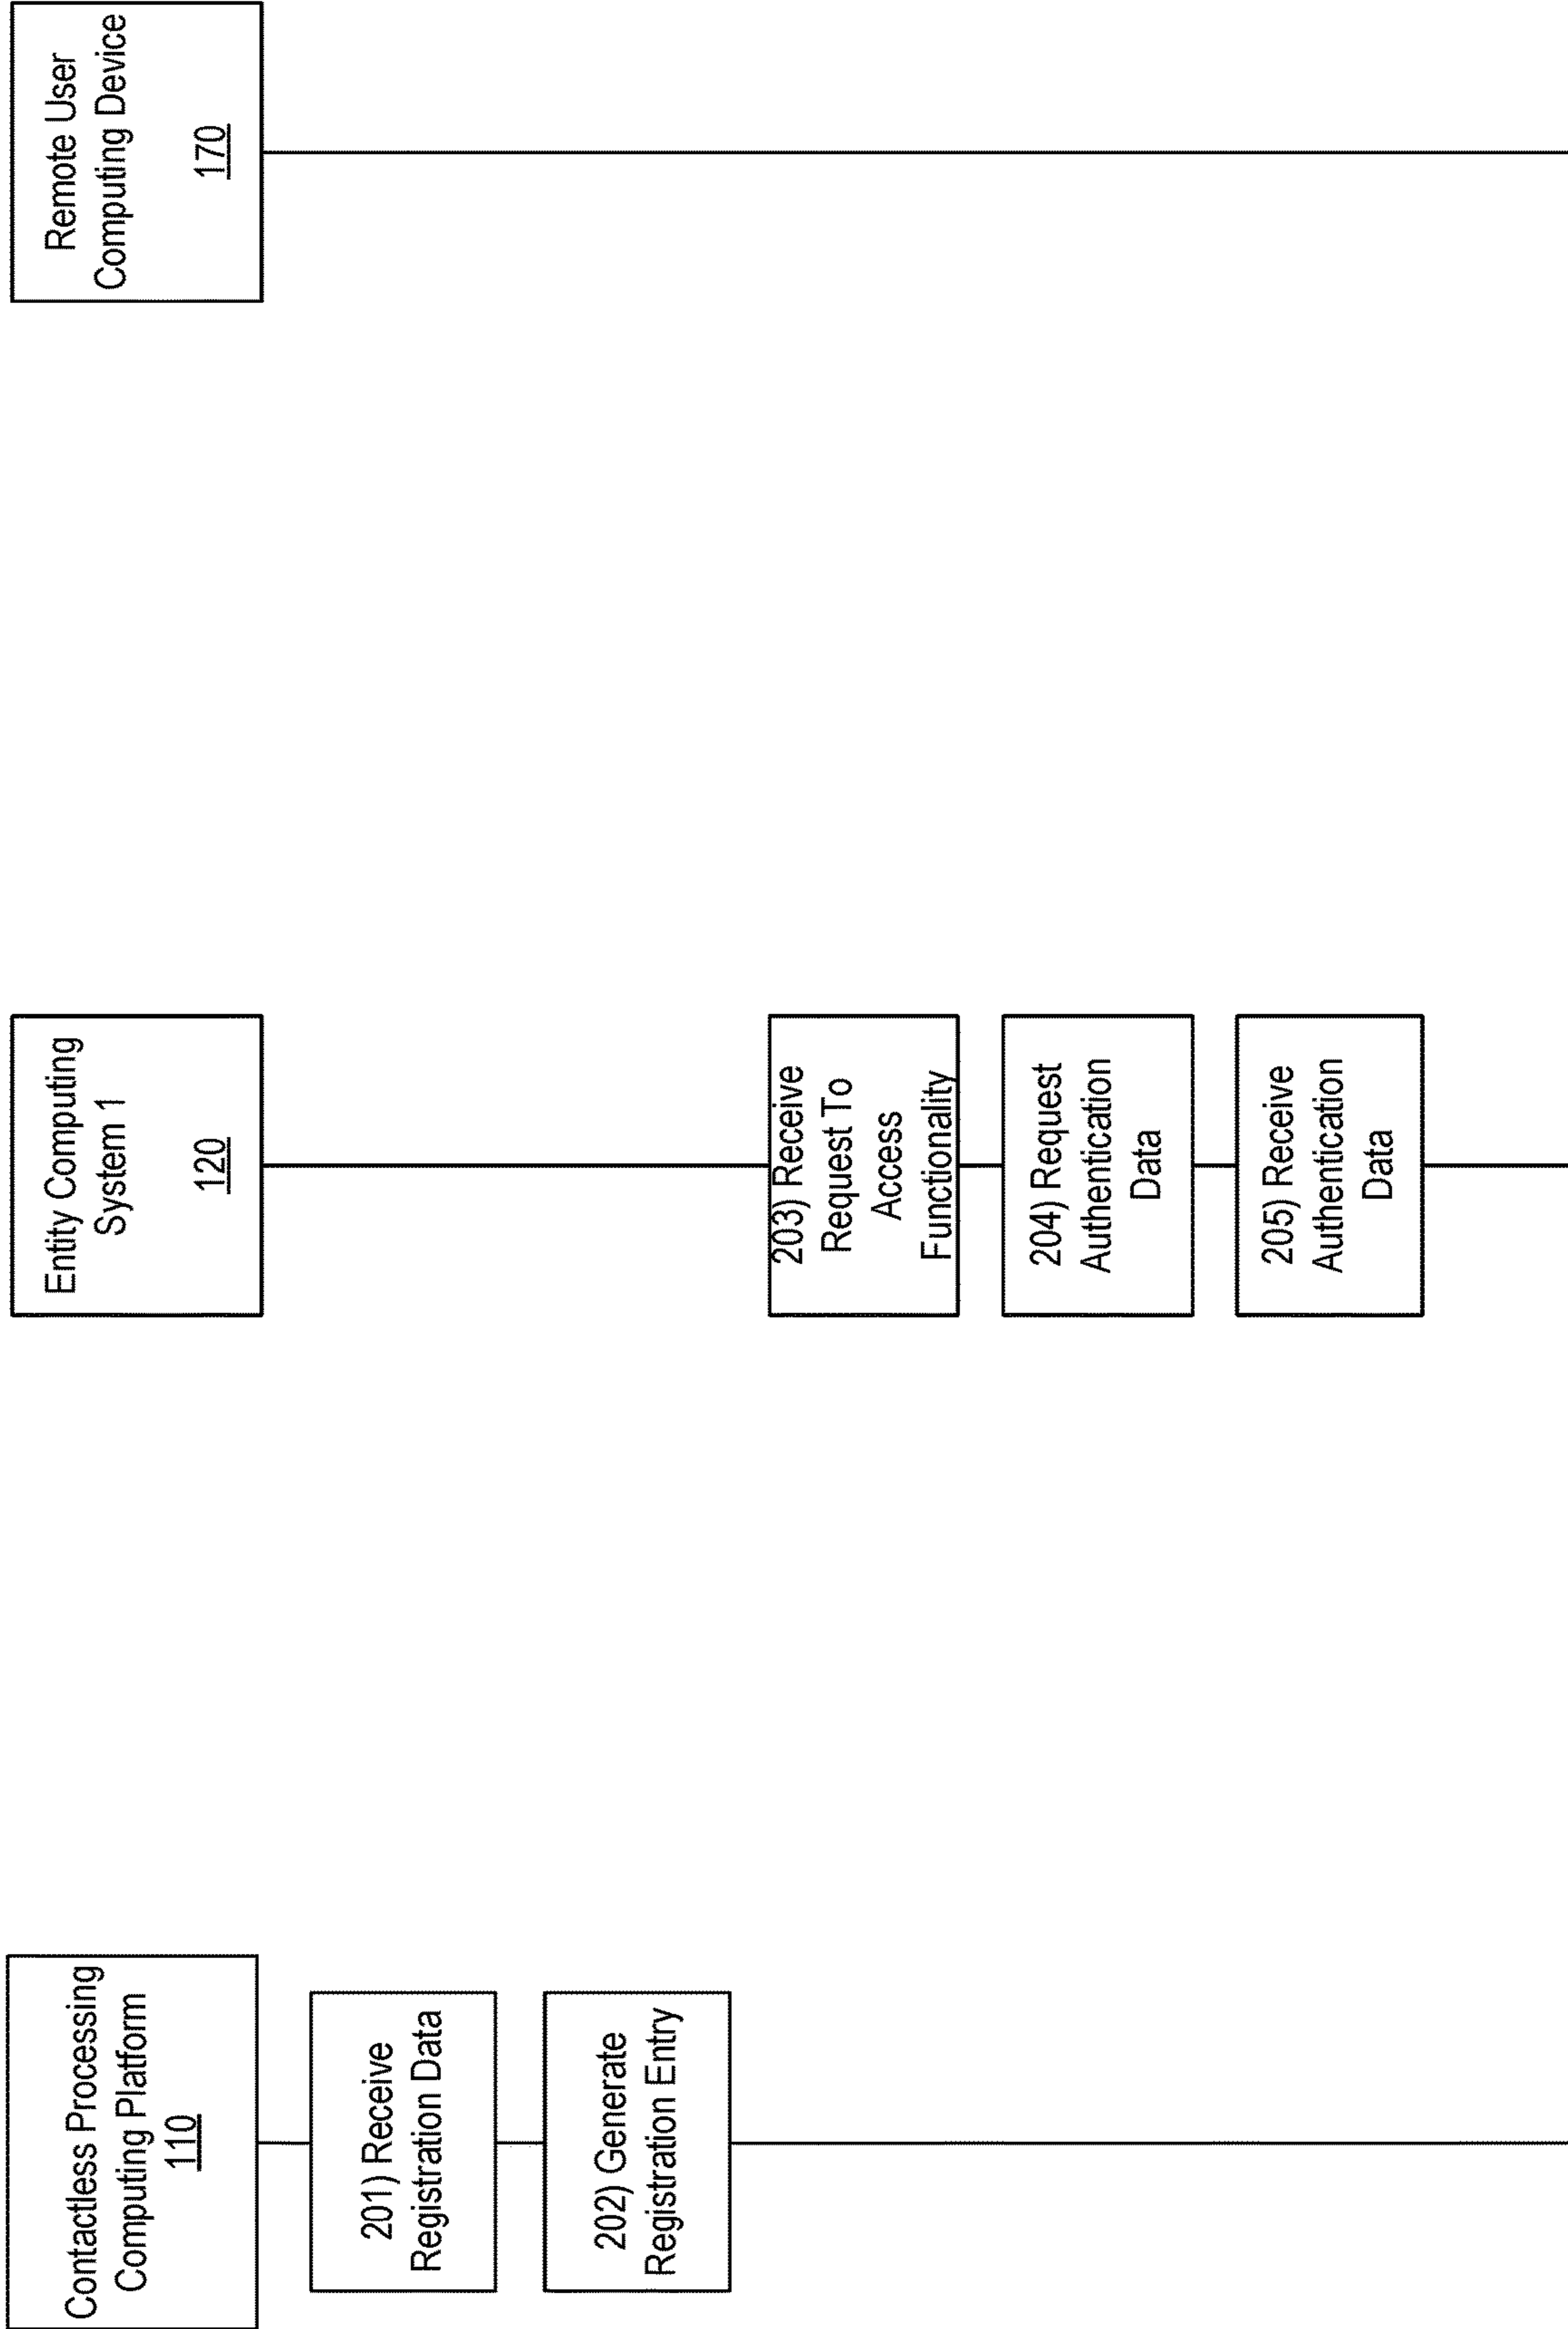 Contactless Processing
Computing Platform
110
Entity Computing
System 1
120
Remote User
Computing Device
170
201) Receive
Registration Data
202) Generate
Registration Entry
203) Receive
Request To
Access
Functionality
204) Request
Authentication
Data
205) Receive
Authentication
Data